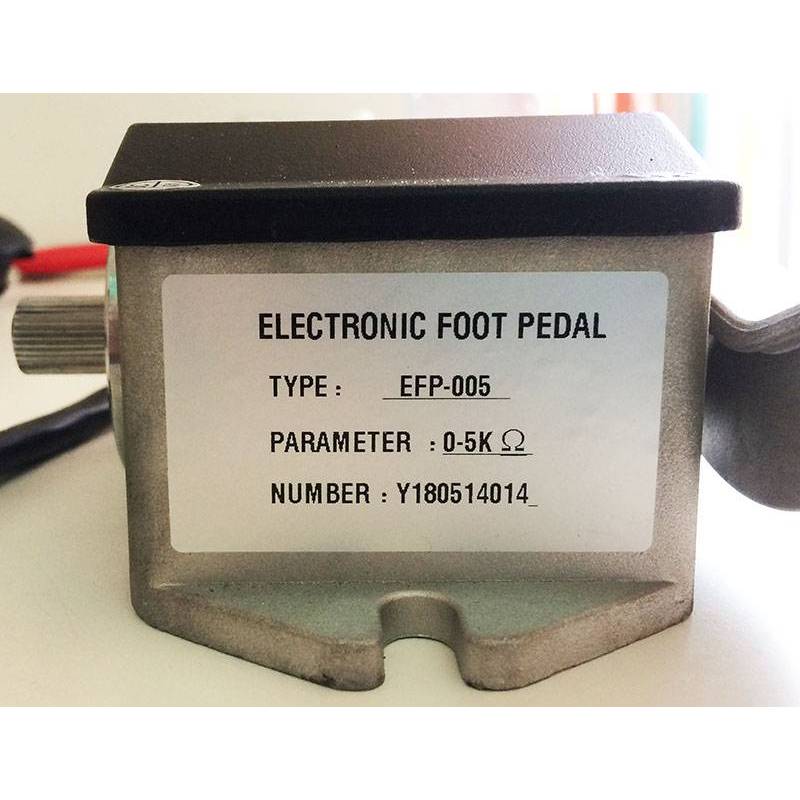 ELECTRONIC FOOT PEDAL
TYPE : EFP-005
PARAMETER : 0-5K Ω
NUMBER : Y180514014